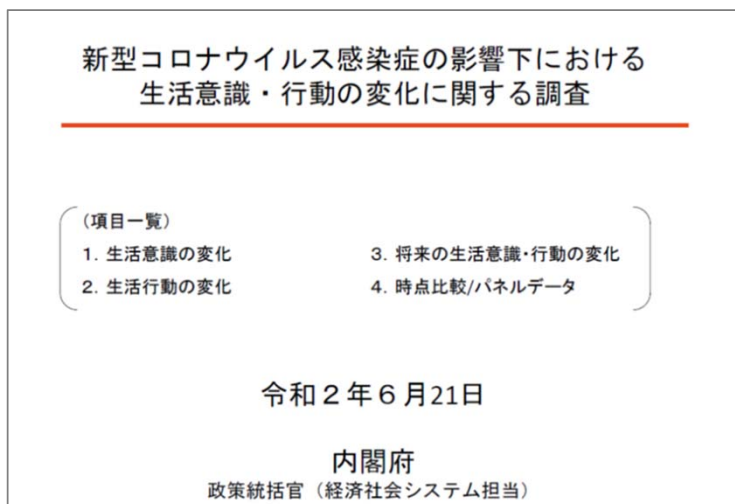 新型コロナウイルス感染症の影響下における
生活意識・行動の変化に関する調査
(項目一覧)
1. 生活意識の変化
2. 生活行動の変化
3. 将来の生活意識・行動の変化
4. 時点比較/パネルデータ
令和２年６月21日
内閣府
政策統括官（経済社会システム担当）